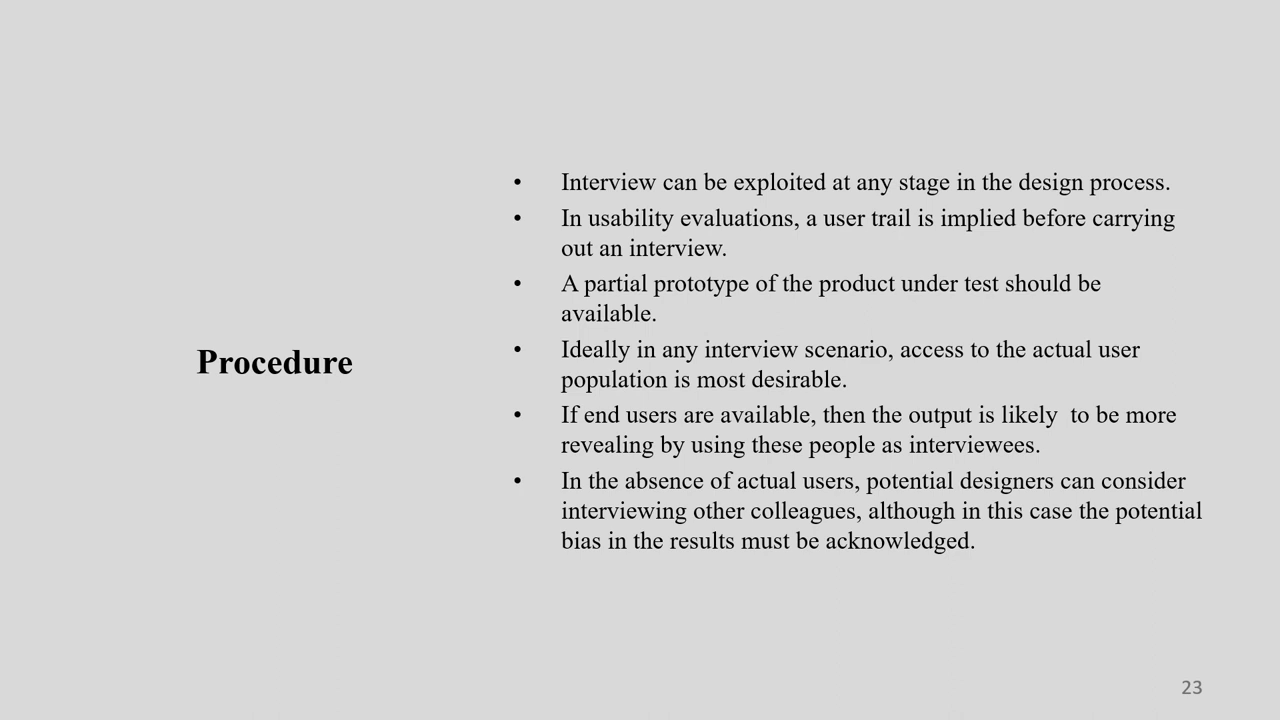 Procedure
• Interview can be exploited at any stage in the design process.
• In usability evaluations, a user trail is implied before carrying
out an interview.
• A partial prototype of the product under test should be
available.
• Ideally in any interview scenario, access to the actual user
population is most desirable.
• If end users are available, then the output is likely  to be more
revealing by using these people as interviewees.
• In the absence of actual users, potential designers can consider
interviewing other colleagues, although in this case the potential
bias in the results must be acknowledged.
23